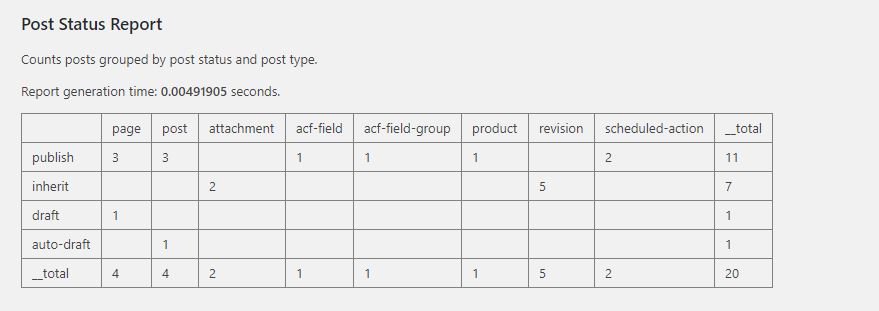 Post Status Report
Counts posts grouped by post status and post type.
Report generation time: 0.00491905 seconds.
page post attachment acf-field acf-field-group product revision scheduled-action __total
publish 3 3 1 1 1 2 11
inherit 2 5 7
draft 1 1
auto-draft 1 1
__total 4 4 2 1 1 1 5 2 20